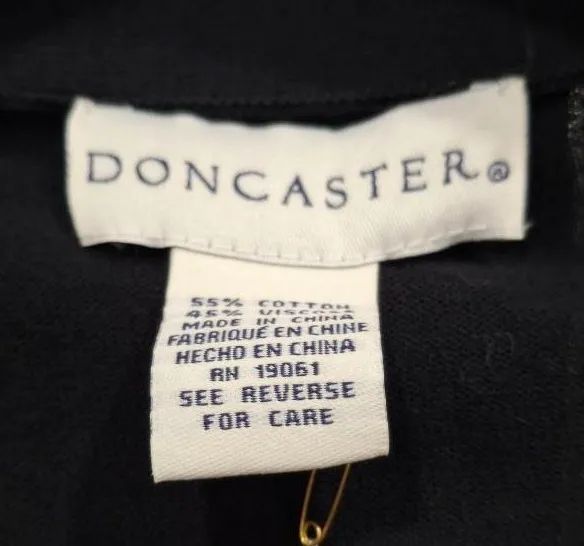 DONCASTER®
55% COTTON
45% VISCOSE
MADE IN CHINA
FABRIQUÉ EN CHINE
HECHO EN CHINA
RN 19061
SEE REVERSE
FOR CARE